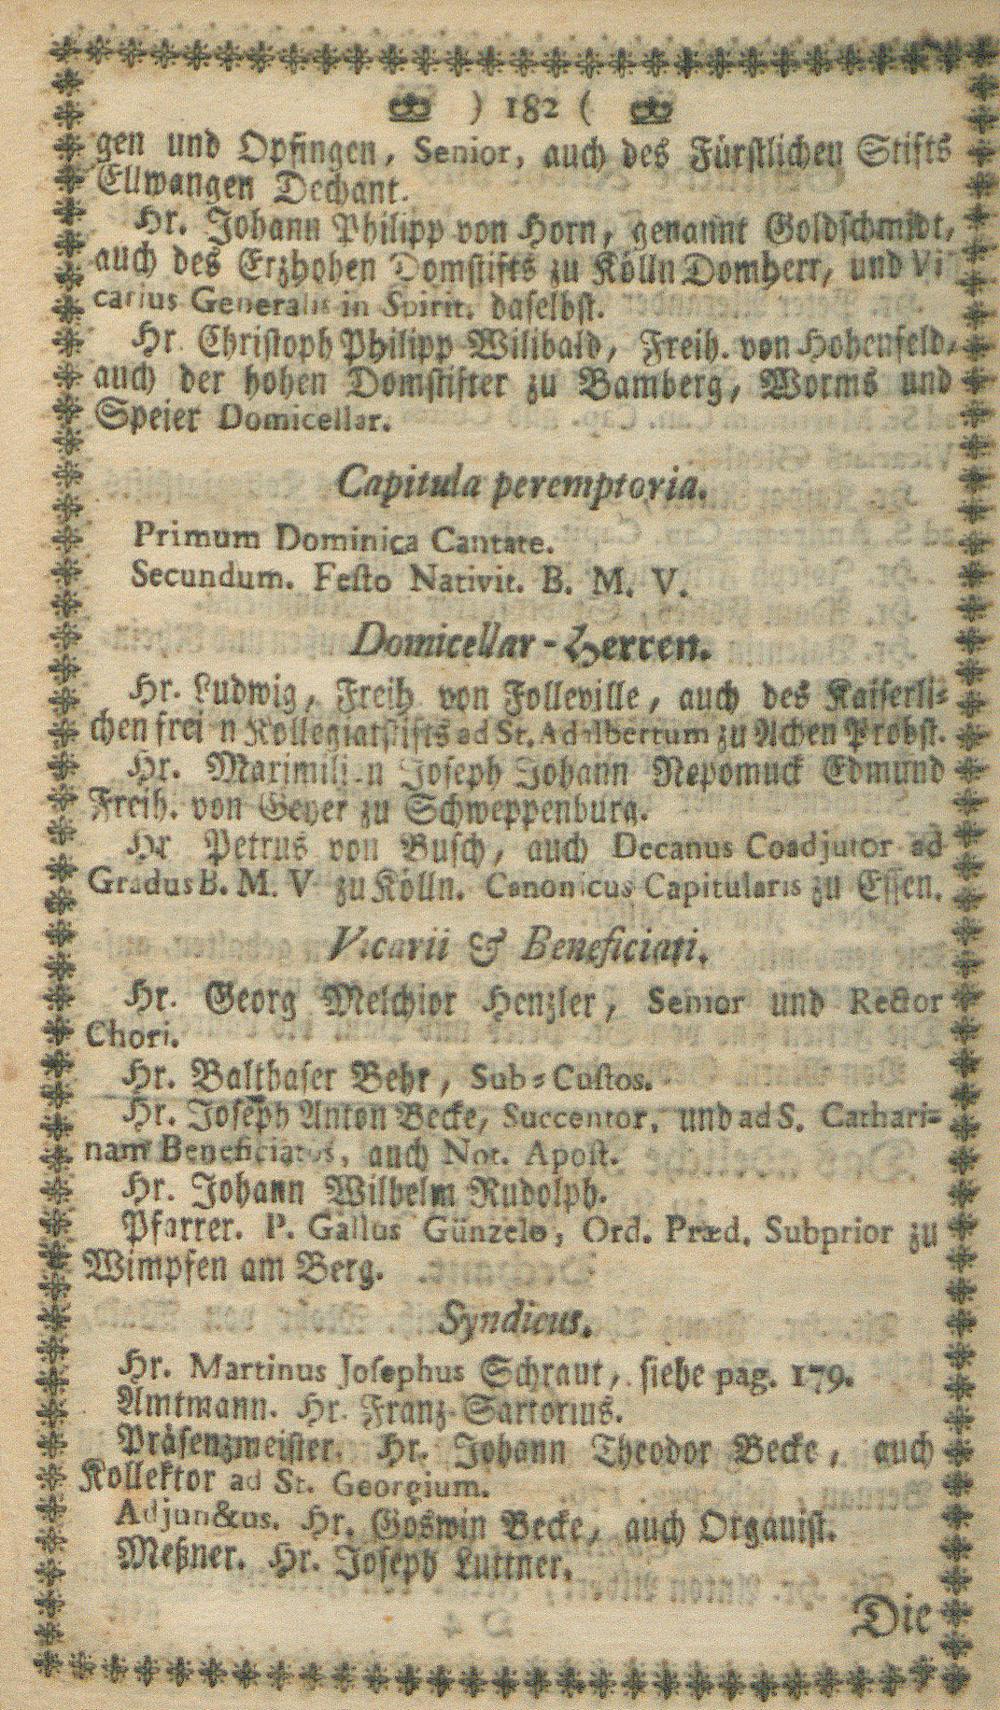 ) 182 (
gen und Opfingen, Senior, auch des Fürstlichen Stifts
Ellwangen Dechant.
Hr. Johann Philipp von Horn, genannt Goldschmidt,
auch des Erzhohen Domstifts zu Kölln Domherr, und Vi
carius Generalis in Spirit. daselbst.
Hr. Christoph Philipp Wilibald, Freih. von Hohenfeld,
auch der hohen Domstifter zu Bamberg, Worms und
Speier Domicellar.
Capitula peremptoria.
Primum Dominica Cantate.
Secundum. Festo Nativit. B. M. V.
Domicellar-Herren.
Hr. Ludwig, Freih von Folleville, auch des Kaiserli-
chen freien Kollegiatstifts ad St. Adalbertum zu Achen Probst.
Hr. Maximilian Joseph Johann Nepomuck Edmund
Freih. von Geyer zu Schweppenburg.
Hr Petrus von Busch, auch Decanus Coadjutor ad
Gradus B. M. V zu Kölln. Canonicus Capitularis zu Essen.
Vicarii & Beneficiati.
Hr. Georg Melchior Henzler, Senior und Rector
Chori.
Hr. Balthaser Behr, Sub-Custos.
Hr. Joseph Anton Becke, Succentor, und ad S. Cathari-
nam Beneficiatus, auch Not. Apost.
Hr. Johann Wilhelm Rudolph.
Pfarrer. P. Gallus Günzels, Ord. Præd. Subprior zu
Wimpfen am Berg.
Syndicus.
Hr. Martinus Josephus Schraut, siehe pag. 179.
Amtmann. Hr. Franz Sartorius.
Präsenzmeister. Hr. Johann Theodor Becke, auch
Kollektor ad St. Georgium.
Adjunctus. Hr. Goswin Becke, auch Organist.
Meßner. Hr. Joseph Luttner.
Die